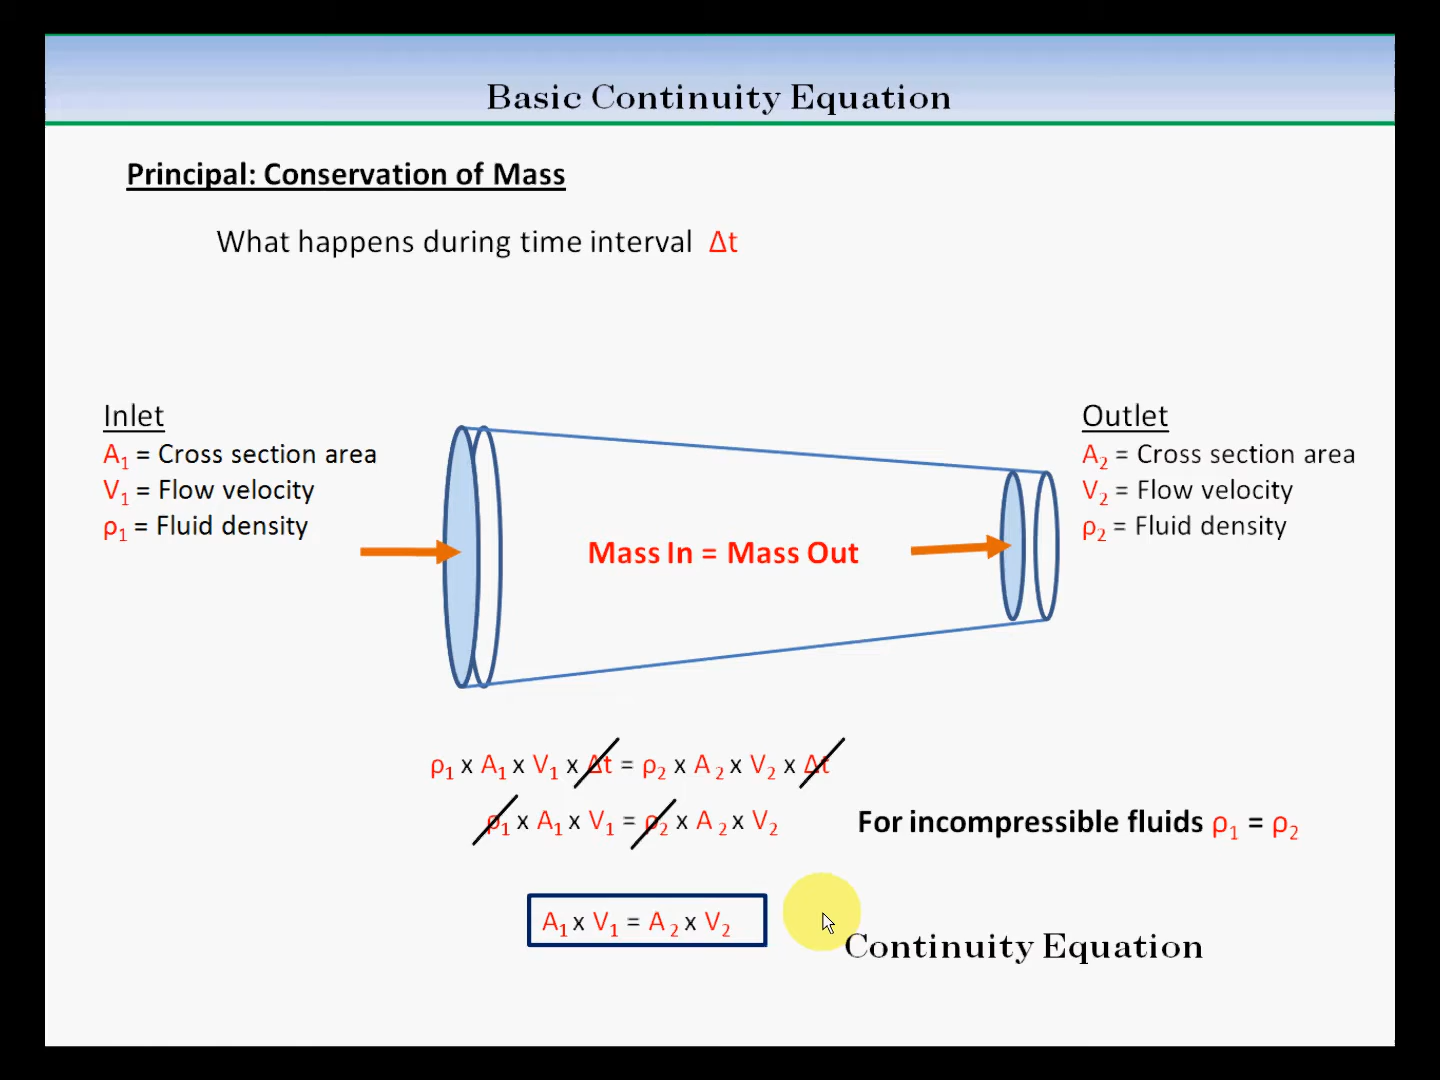 Basic Continuity Equation
Principal: Conservation of Mass
What happens during time interval Δt
Inlet
A₁ = Cross section area
V₁ = Flow velocity
ρ₁ = Fluid density
Outlet
A₂ = Cross section area
V₂ = Flow velocity
ρ₂ = Fluid density
Mass In = Mass Out
ρ₁ x A₁ x V₁ x Δt = ρ₂ x A₂ x V₂ x Δt
ρ₁ x A₁ x V₁ = ρ₂ x A₂ x V₂
For incompressible fluids ρ₁ = ρ₂
A₁ x V₁ = A₂ x V₂
Continuity Equation